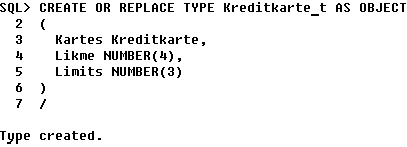 SQL> CREATE OR REPLACE TYPE Kreditkarte_t AS OBJECT
2 (
3 Kartes Kreditkarte,
4 Likme NUMBER(4),
5 Limits NUMBER(3)
6 )
7 /
Type created.